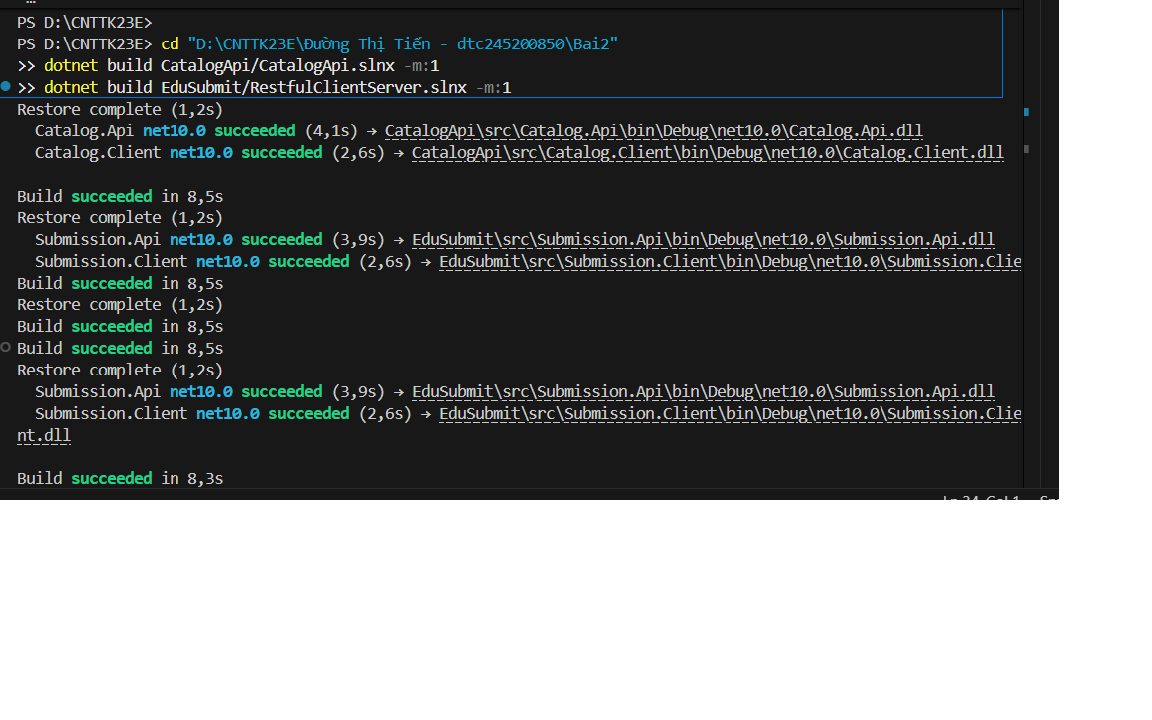 PS D:\CNTTK23E>
PS D:\CNTTK23E> cd "D:\CNTTK23E\Đường Thị Tiến - dtc245200850\Bai2"
>> dotnet build CatalogApi/CatalogApi.slnx -m:1
>> dotnet build EduSubmit/RestfulClientServer.slnx -m:1
Restore complete (1,2s)
Catalog.Api net10.0 succeeded (4,1s) → CatalogApi\src\Catalog.Api\bin\Debug\net10.0\Catalog.Api.dll
Catalog.Client net10.0 succeeded (2,6s) → CatalogApi\src\Catalog.Client\bin\Debug\net10.0\Catalog.Client.dll
Build succeeded in 8,5s
Restore complete (1,2s)
Submission.Api net10.0 succeeded (3,9s) → EduSubmit\src\Submission.Api\bin\Debug\net10.0\Submission.Api.dll
Submission.Client net10.0 succeeded (2,6s) → EduSubmit\src\Submission.Client\bin\Debug\net10.0\Submission.Clie
Build succeeded in 8,5s
Restore complete (1,2s)
Build succeeded in 8,5s
Build succeeded in 8,5s
Restore complete (1,2s)
Submission.Api net10.0 succeeded (3,9s) → EduSubmit\src\Submission.Api\bin\Debug\net10.0\Submission.Api.dll
Submission.Client net10.0 succeeded (2,6s) → EduSubmit\src\Submission.Client\bin\Debug\net10.0\Submission.Clie
nt.dll
Build succeeded in 8,3s